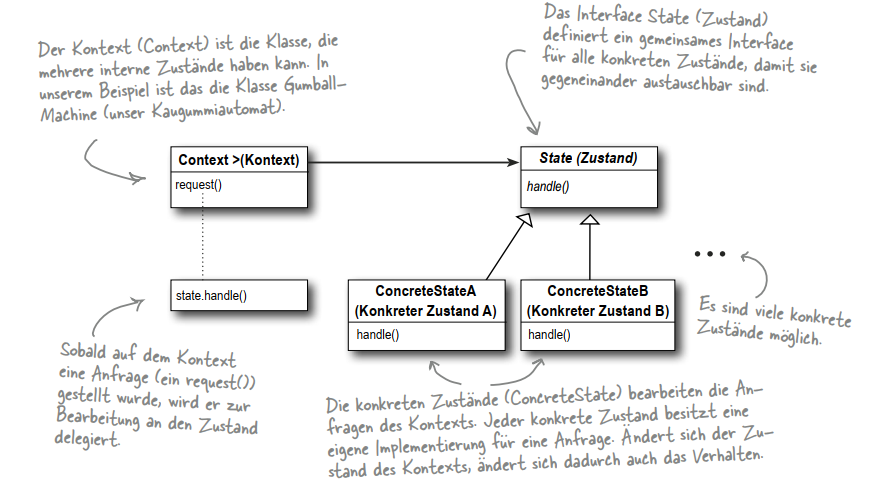 Der Kontext (Context) ist die Klasse, die
mehrere interne Zustände haben kann. In
unserem Beispiel ist das die Klasse Gumball-
Machine (unser Kaugummiautomat).
Das Interface State (Zustand)
definiert ein gemeinsames Interface
für alle konkreten Zustände, damit sie
gegeneinander austauschbar sind.
Context >(Kontext)
request()
State (Zustand)
handle()
state.handle()
ConcreteStateA
(Konkreter Zustand A)
handle()
ConcreteStateB
(Konkreter Zustand B)
handle()
Es sind viele konkrete
Zustände möglich.
Sobald auf dem Kontext
eine Anfrage (ein request())
gestellt wurde, wird er zur
Bearbeitung an den Zustand
delegiert.
Die konkreten Zustände (ConcreteState) bearbeiten die An-
fragen des Kontexts. Jeder konkrete Zustand besitzt eine
eigene Implementierung für eine Anfrage. Ändert sich der Zu-
stand des Kontexts, ändert sich dadurch auch das Verhalten.